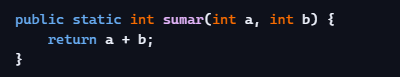 public static int sumar(int a, int b) {
    return a + b;
}